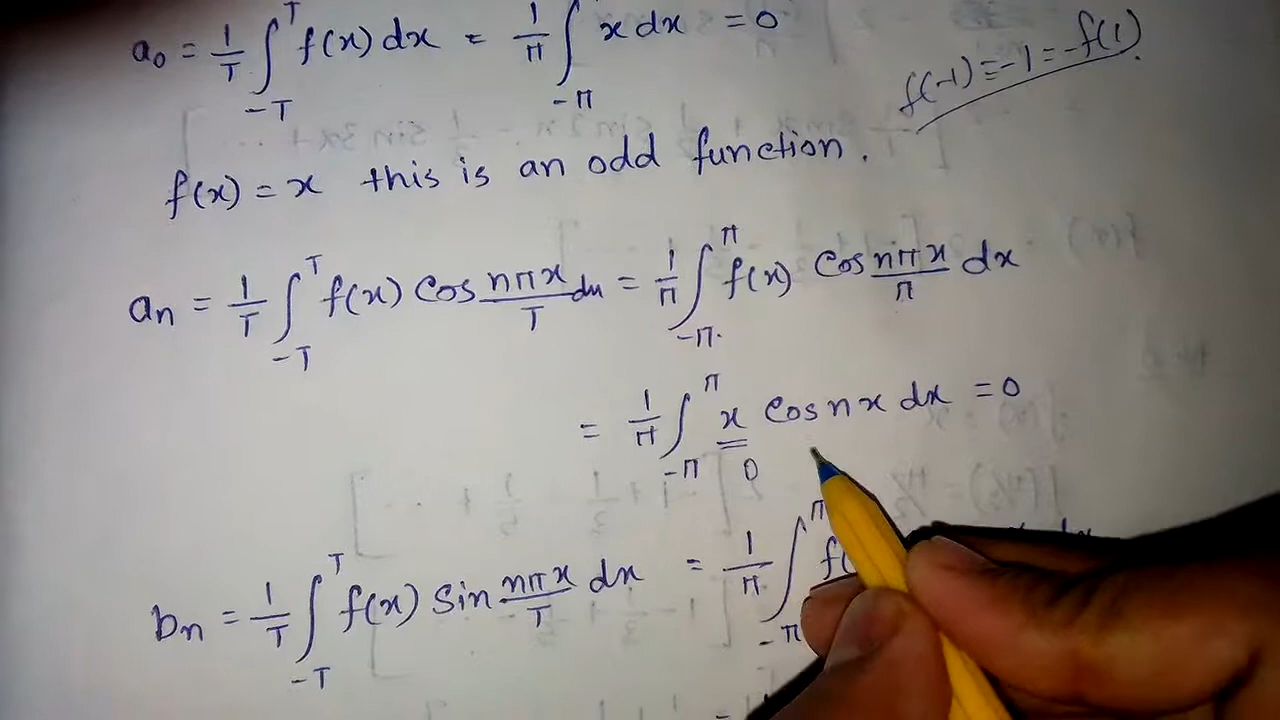 a₀ = 1/T ∫_{-T}^{T} f(x) dx = 1/π ∫_{-π} x dx = 0
f(-1) = -1 = -f(1).
f(x) = x this is an odd function.
aₙ = 1/T ∫_{-T}^{T} f(x) cos nπx/T dx = 1/π ∫_{-π}^{π} f(x) cos nπx/π dx
= 1/π ∫_{-π}^{π} x cos nx dx = 0
0
bₙ = 1/T ∫_{-T}^{T} f(x) sin nπx/T dx = 1/π ∫_{-π}^{π} f(